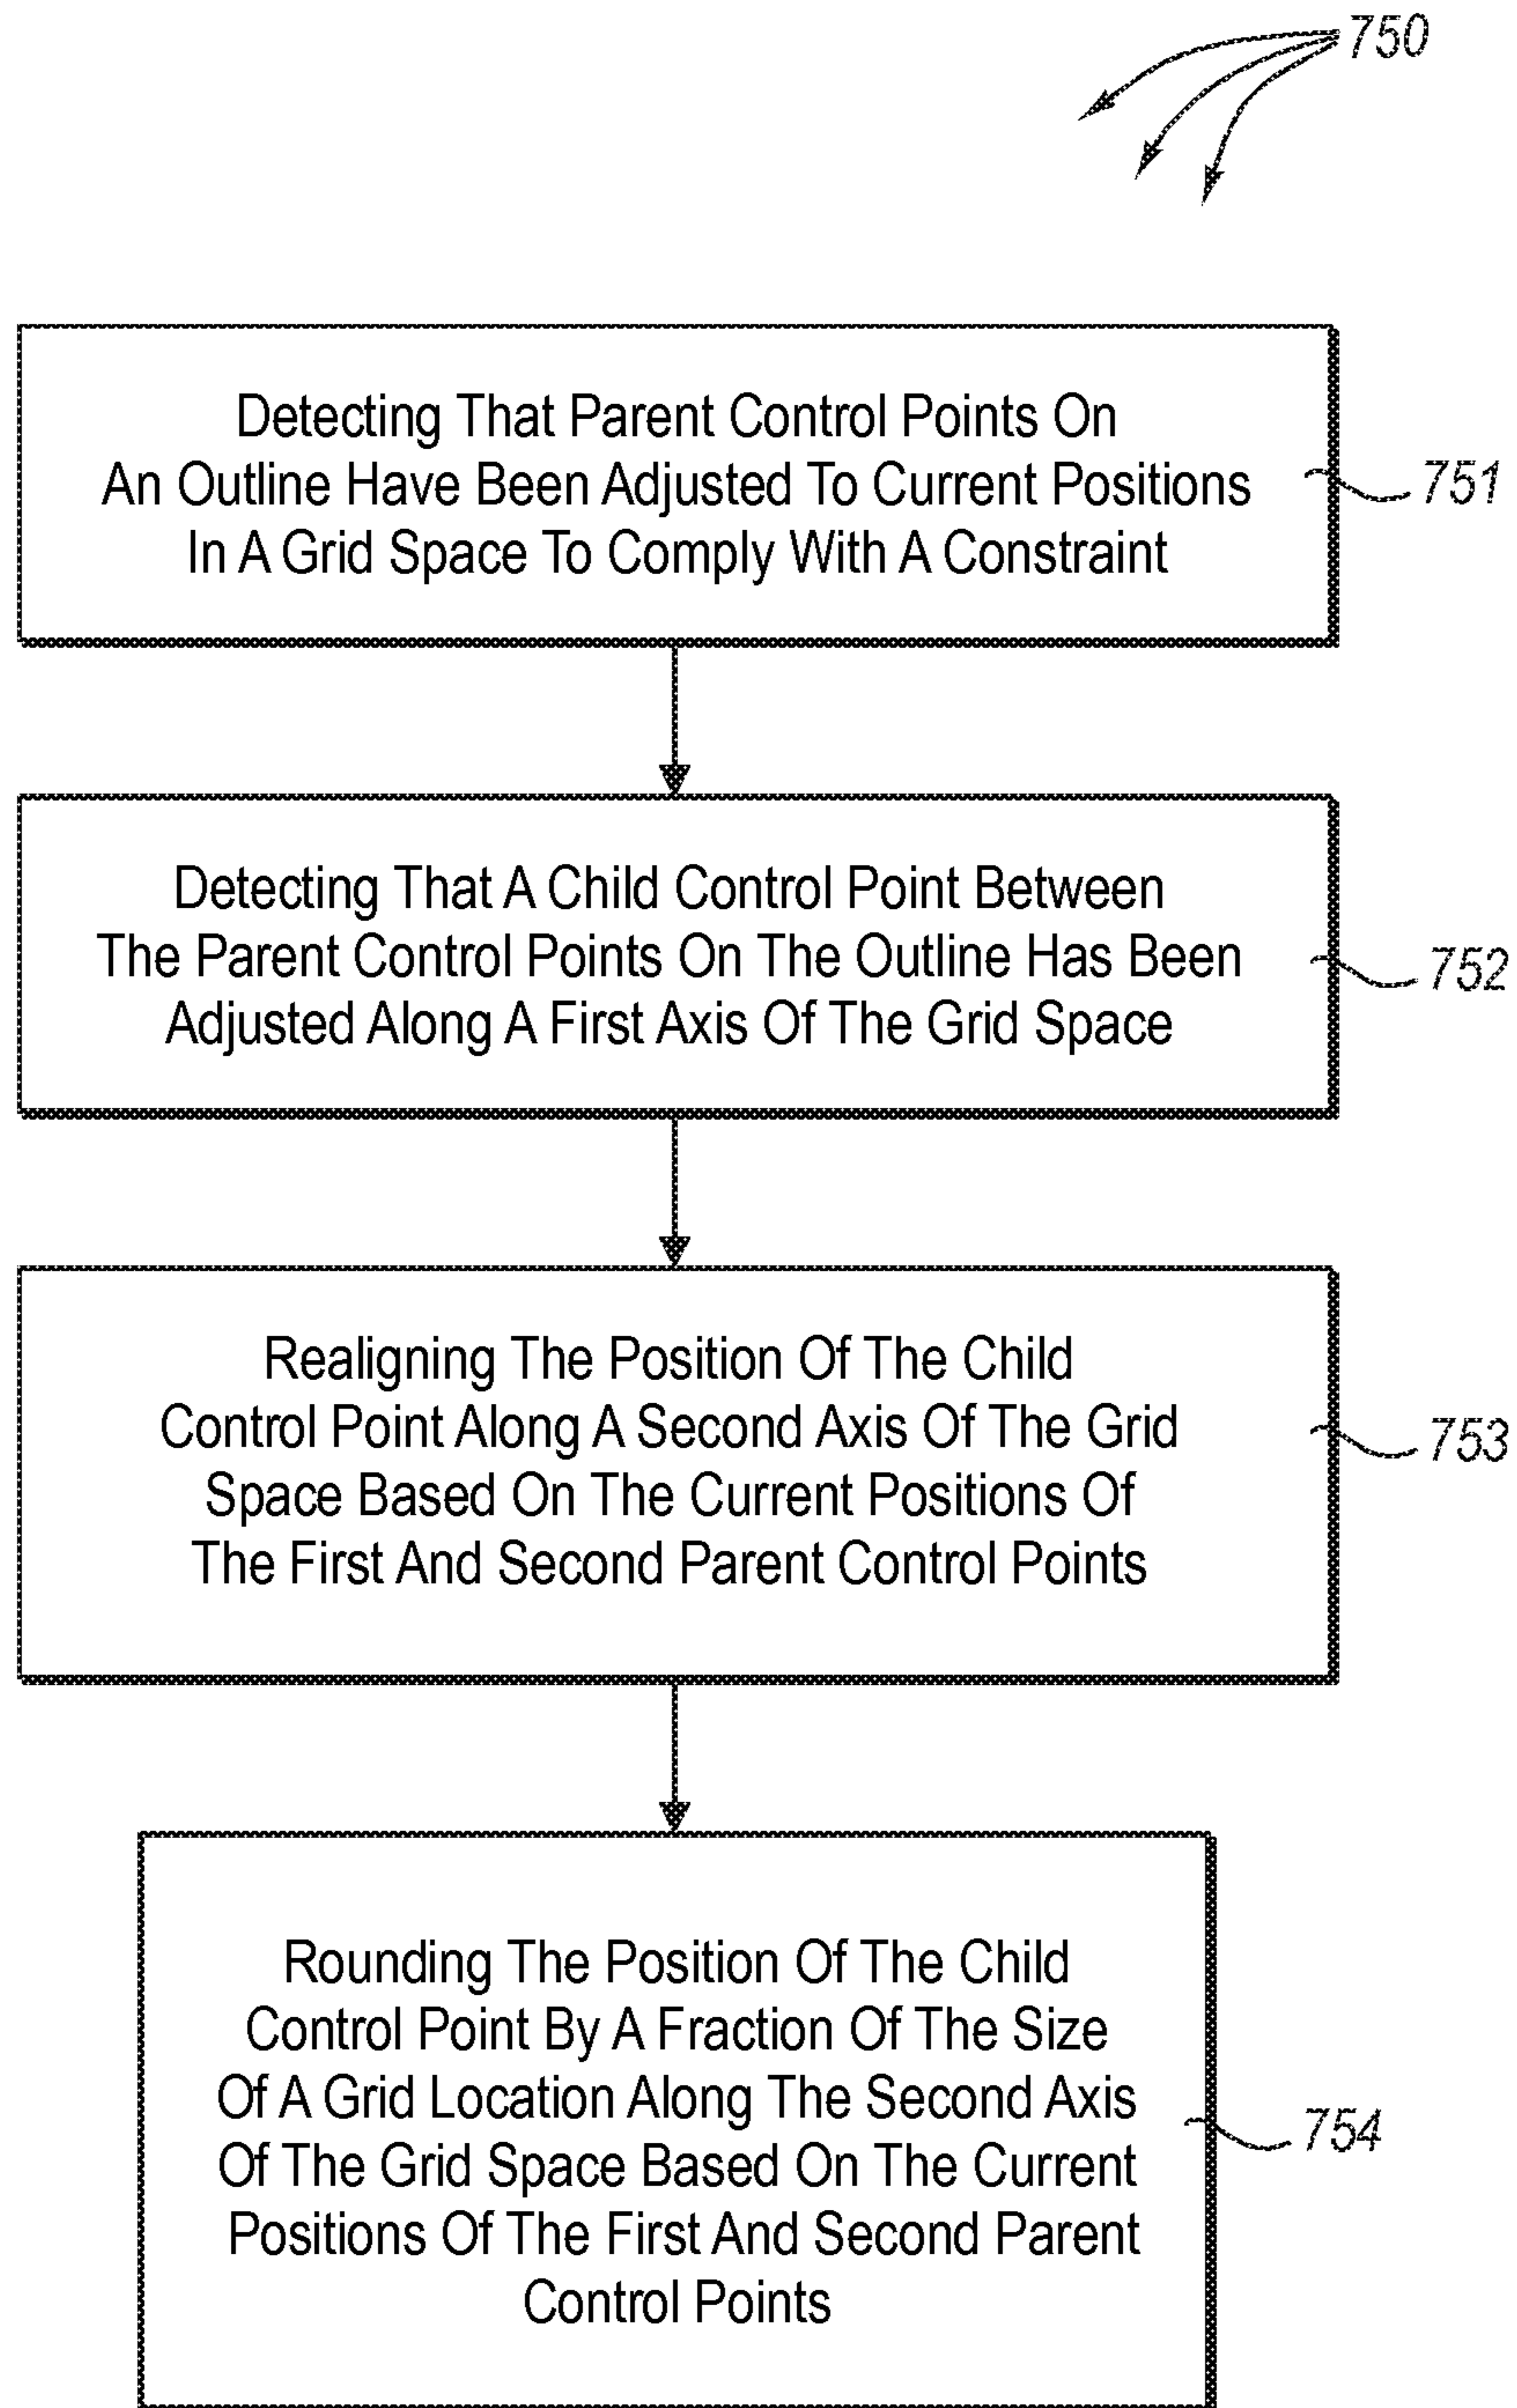 750
Detecting That Parent Control Points On
An Outline Have Been Adjusted To Current Positions
In A Grid Space To Comply With A Constraint
751
Detecting That A Child Control Point Between
The Parent Control Points On The Outline Has Been
Adjusted Along A First Axis Of The Grid Space
752
Realigning The Position Of The Child
Control Point Along A Second Axis Of The Grid
Space Based On The Current Positions Of
The First And Second Parent Control Points
753
Rounding The Position Of The Child
Control Point By A Fraction Of The Size
Of A Grid Location Along The Second Axis
Of The Grid Space Based On The Current
Positions Of The First And Second Parent
Control Points
754